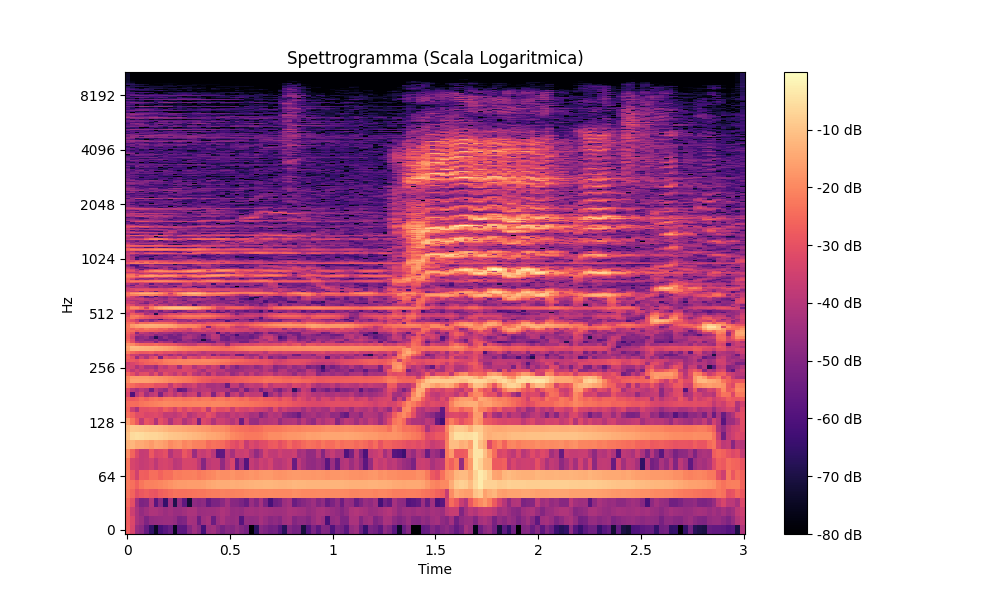 Spettrogramma (Scala Logaritmica)
8192
4096
2048
1024
512
256
128
64
0
Hz
0
0.5
1
1.5
2
2.5
3
Time
-10 dB
-20 dB
-30 dB
-40 dB
-50 dB
-60 dB
-70 dB
-80 dB